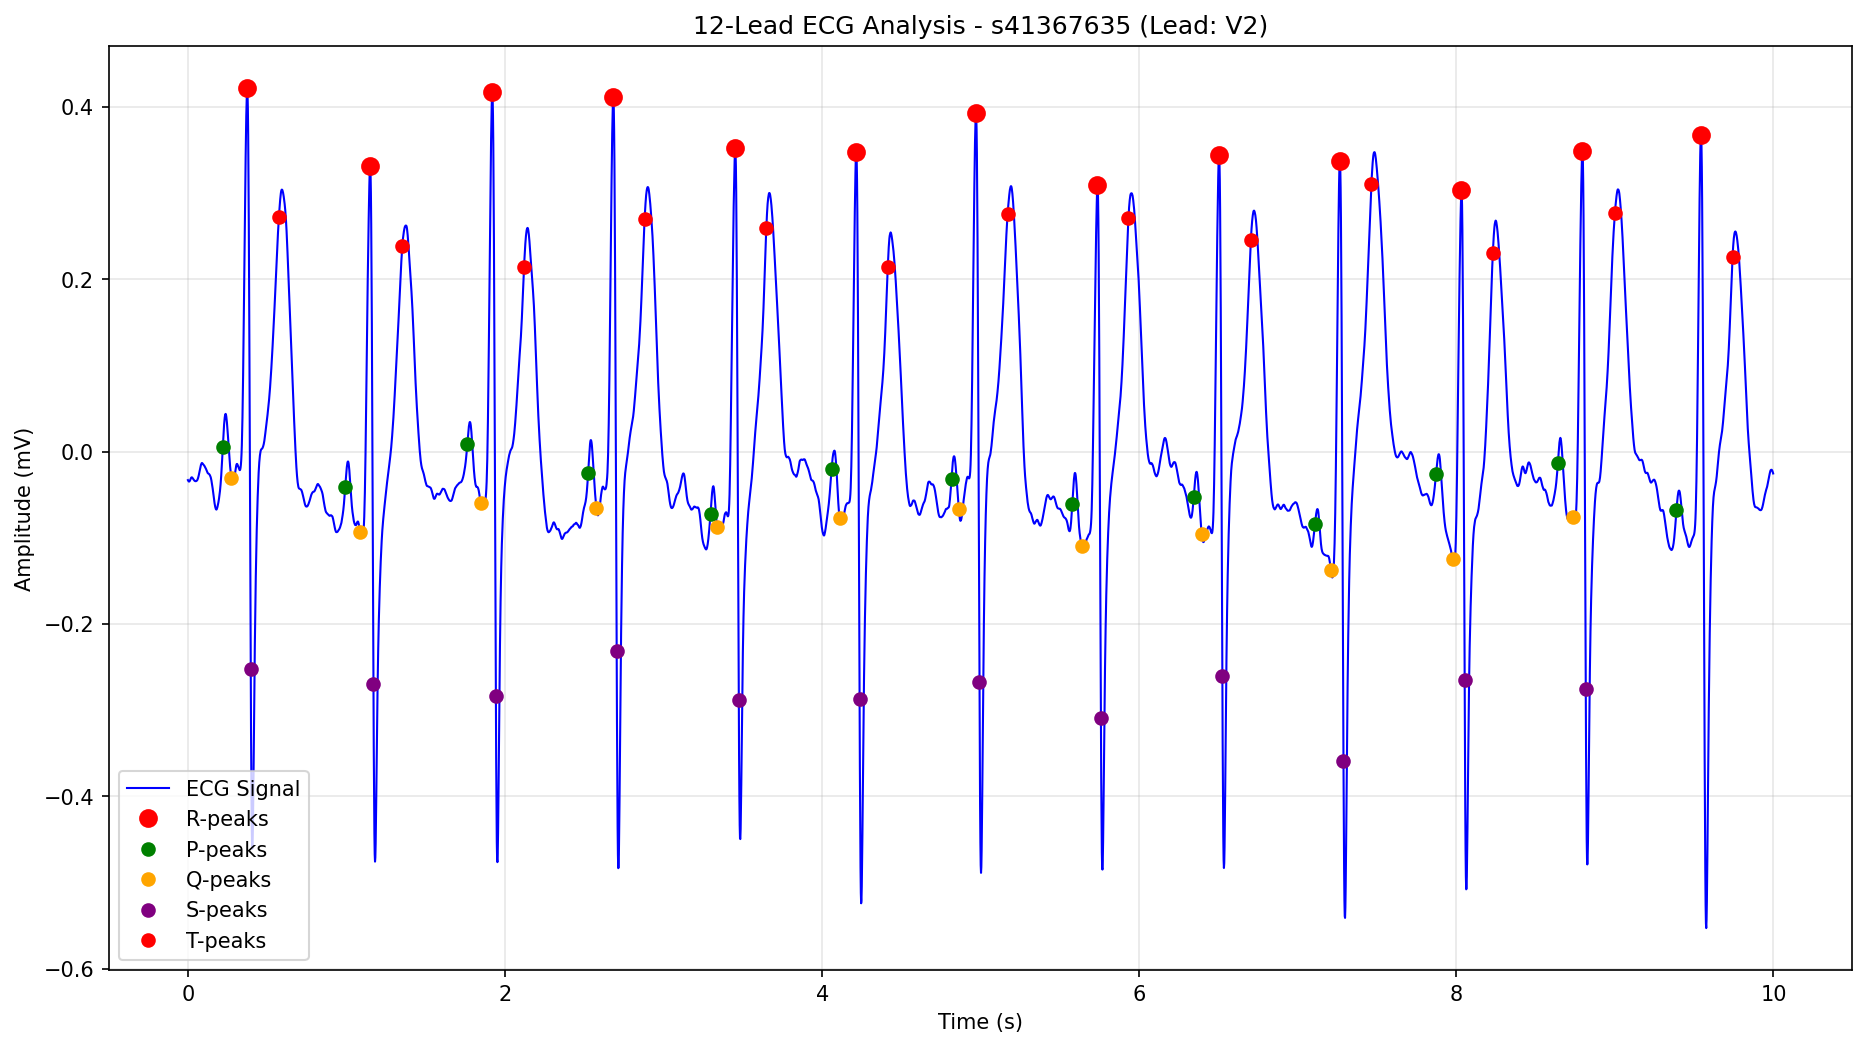 12-Lead ECG Analysis - s41367635 (Lead: V2)
Amplitude (mV)
0.4
0.2
0.0
−0.2
−0.4
−0.6
ECG Signal
R-peaks
P-peaks
Q-peaks
S-peaks
T-peaks
0 2 4 6 8 10
Time (s)